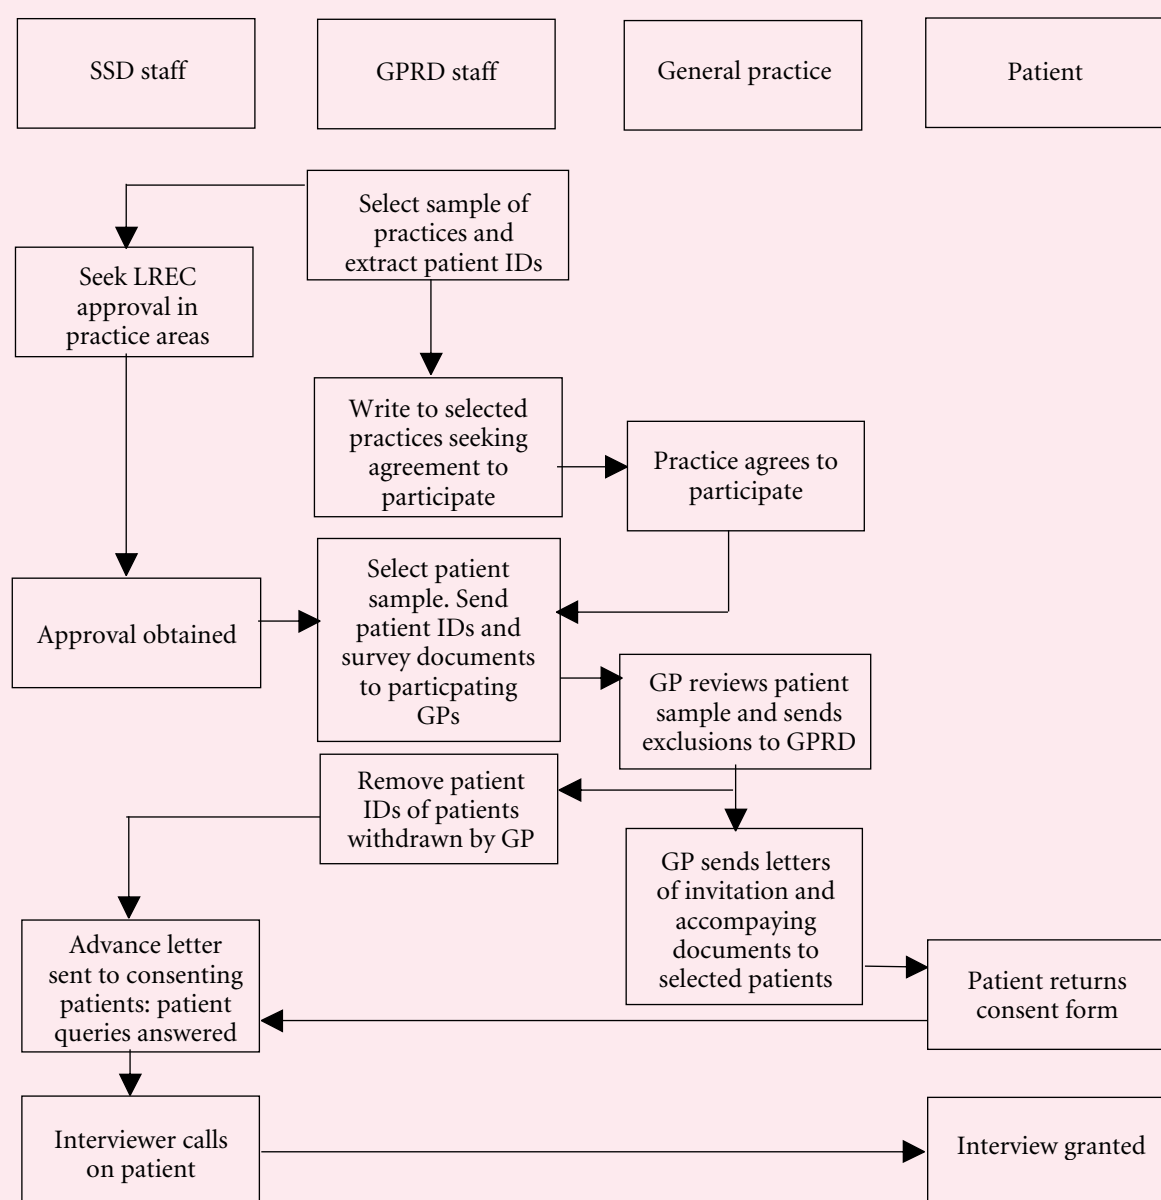 SSD staff
GPRD staff
General practice
Patient
Select sample of
practices and
extract patient IDs
Seek LREC
approval in
practice areas
Write to selected
practices seeking
agreement to
participate
Practice agrees to
participate
Approval obtained
Select patient
sample. Send
patient IDs and
survey documents
to particpating
GPs
GP reviews patient
sample and sends
exclusions to GPRD
Remove patient
IDs of patients
withdrawn by GP
GP sends letters
of invitation and
accompaying
documents to
selected patients
Advance letter
sent to consenting
patients: patient
queries answered
Patient returns
consent form
Interviewer calls
on patient
Interview granted